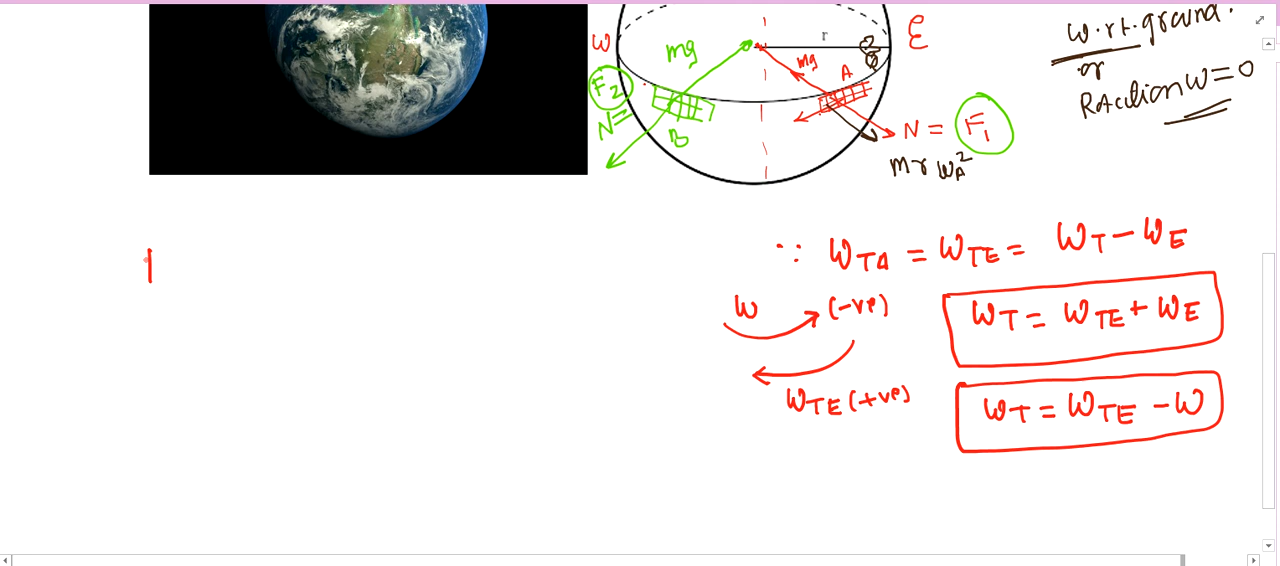 W
mg
r
E
w.r.t. ground.
or
RActionW=0
F2
N=
B
mg
A
N = F1
mrωA²
∵ ωTA = ωTE = ωT - ωE
ω (-ve)
ωT = ωTE + ωE
ωTE (+ve)
ωT = ωTE - ω